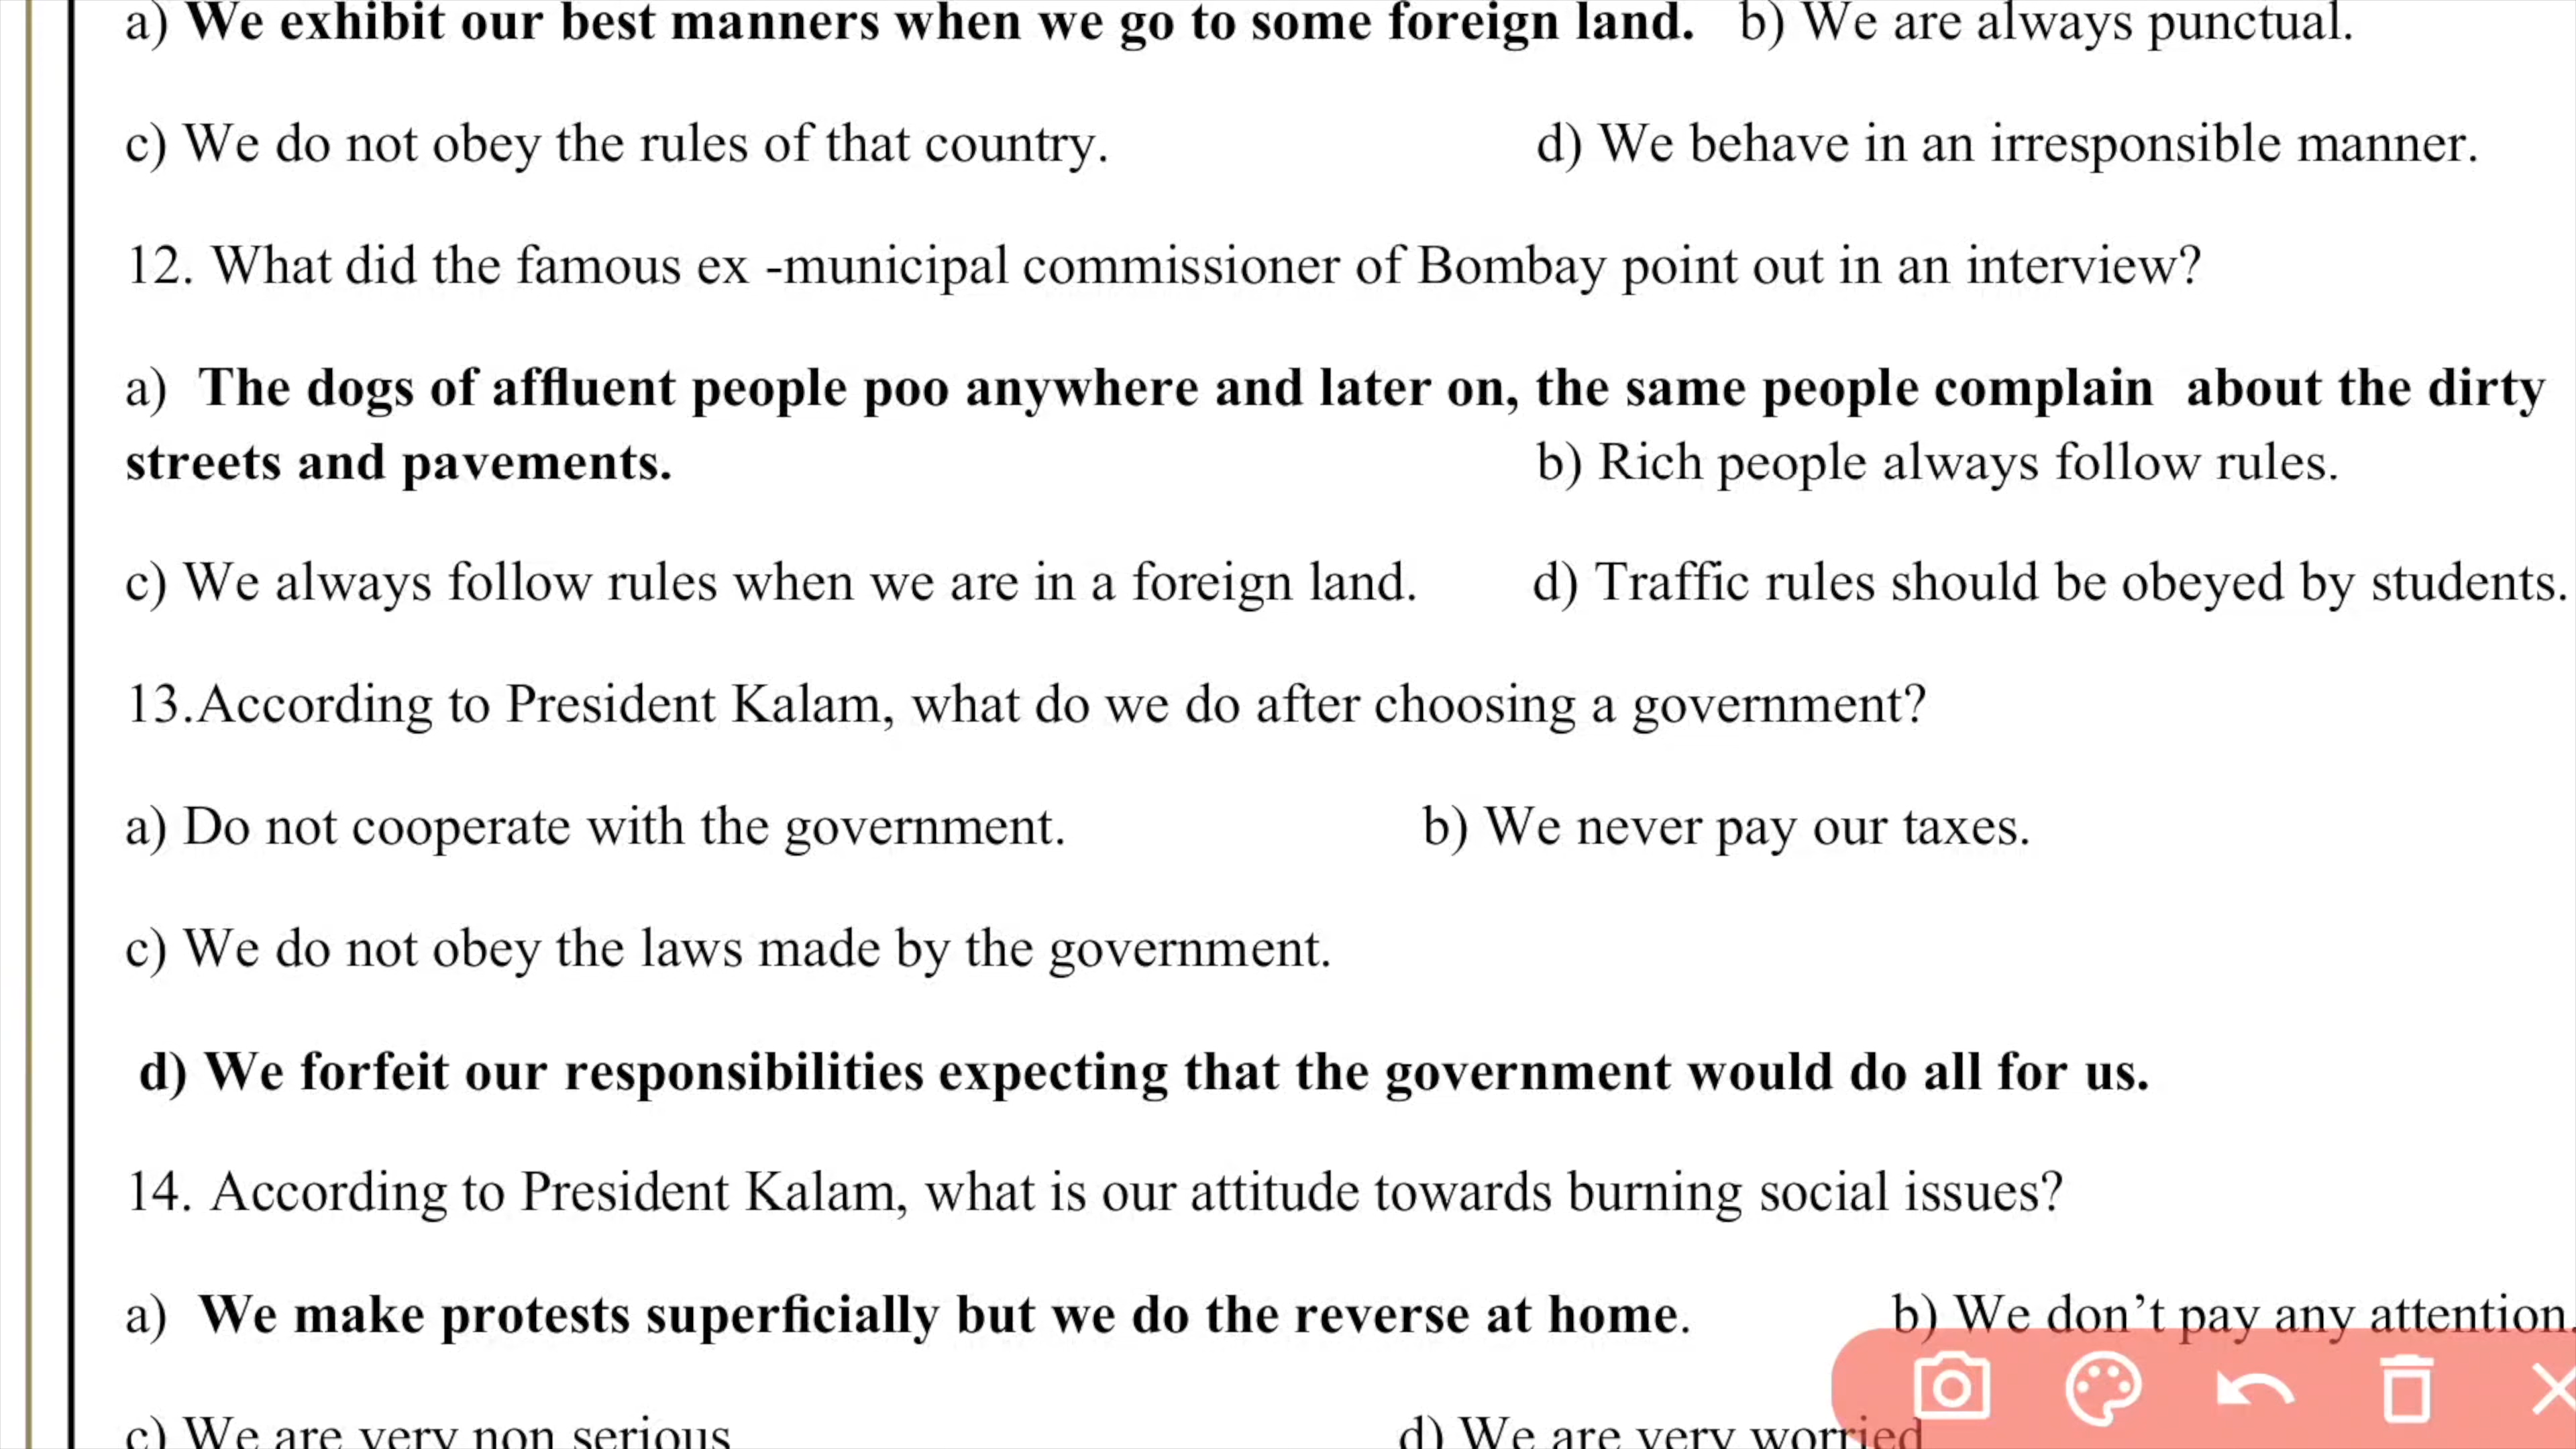 a) We exhibit our best manners when we go to some foreign land. b) We are always punctual.
c) We do not obey the rules of that country. d) We behave in an irresponsible manner.
12. What did the famous ex -municipal commissioner of Bombay point out in an interview?
a) The dogs of affluent people poo anywhere and later on, the same people complain about the dirty
streets and pavements. b) Rich people always follow rules.
c) We always follow rules when we are in a foreign land. d) Traffic rules should be obeyed by students.
13.According to President Kalam, what do we do after choosing a government?
a) Do not cooperate with the government. b) We never pay our taxes.
c) We do not obey the laws made by the government.
d) We forfeit our responsibilities expecting that the government would do all for us.
14. According to President Kalam, what is our attitude towards burning social issues?
a) We make protests superficially but we do the reverse at home. b) We don’t pay any attention.
c) We are very non serious d) We are very worried